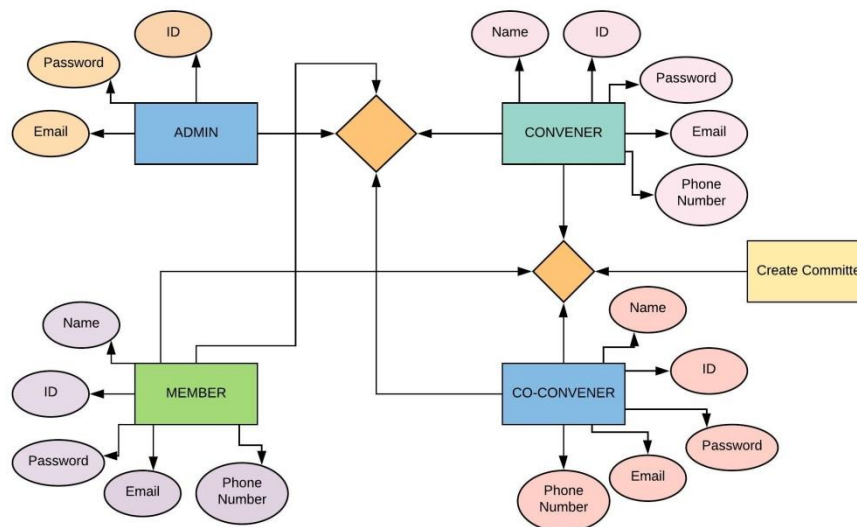 ID
Password
Email
ADMIN
Name
ID
Password
Email
Phone
Number
CONVENER
Create Committe
Name
ID
Password
Email
Phone
Number
MEMBER
Name
ID
Password
Email
Phone
Number
CO-CONVENER